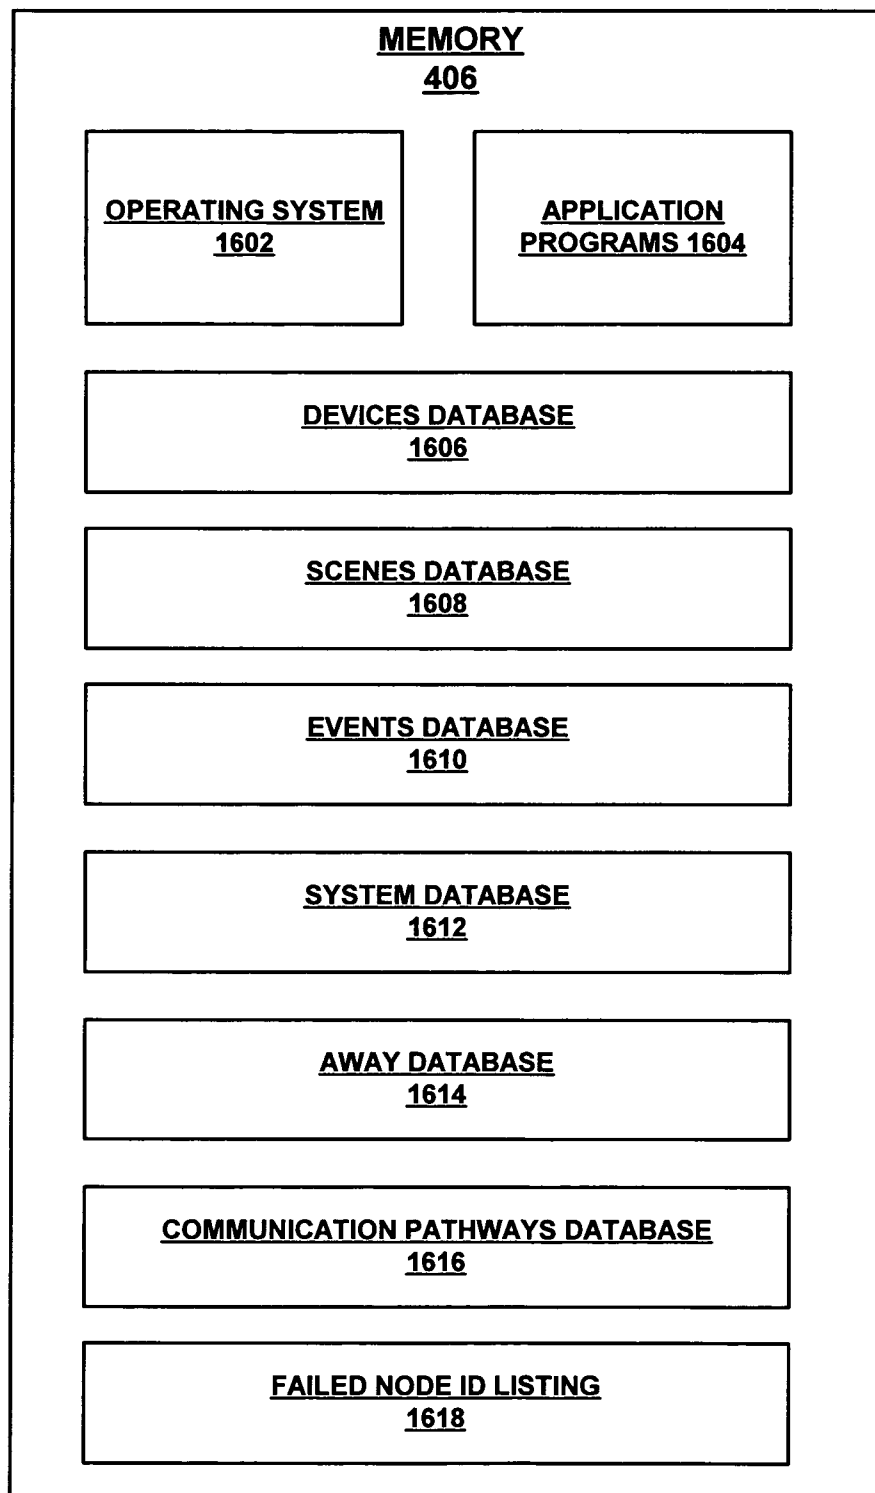 MEMORY
406
OPERATING SYSTEM
1602
APPLICATION
PROGRAMS 1604
DEVICES DATABASE
1606
SCENES DATABASE
1608
EVENTS DATABASE
1610
SYSTEM DATABASE
1612
AWAY DATABASE
1614
COMMUNICATION PATHWAYS DATABASE
1616
FAILED NODE ID LISTING
1618